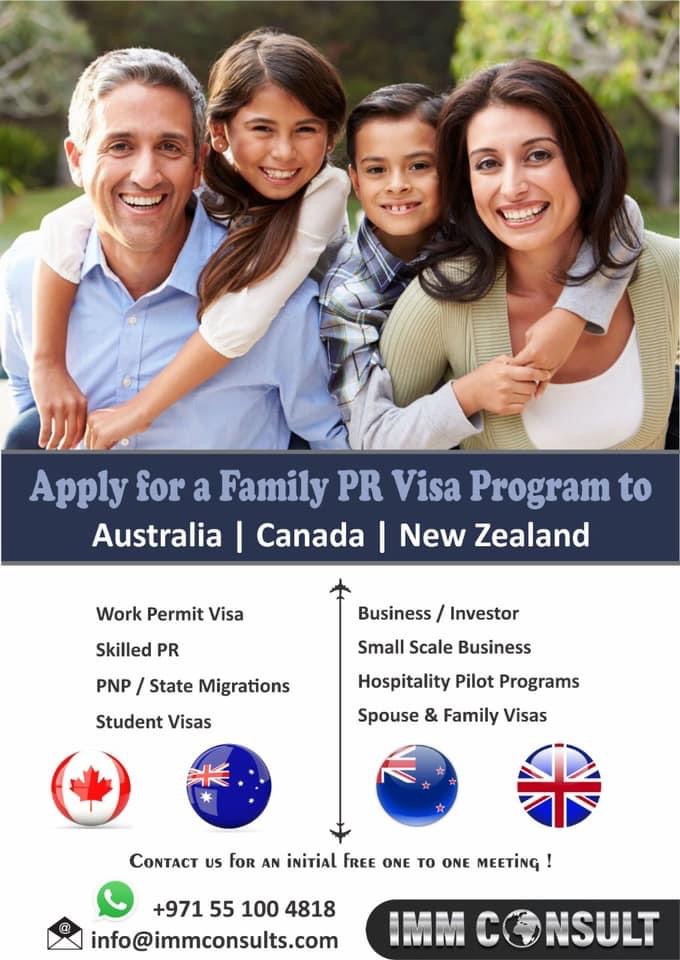 Apply for a Family PR Visa Program to
Australia | Canada | New Zealand
Work Permit Visa
Skilled PR
PNP / State Migrations
Student Visas
Business / Investor
Small Scale Business
Hospitality Pilot Programs
Spouse & Family Visas
Contact us for an initial free one to one meeting !
+971 55 100 4818
@
info@immconsults.com
IMM CONSULT